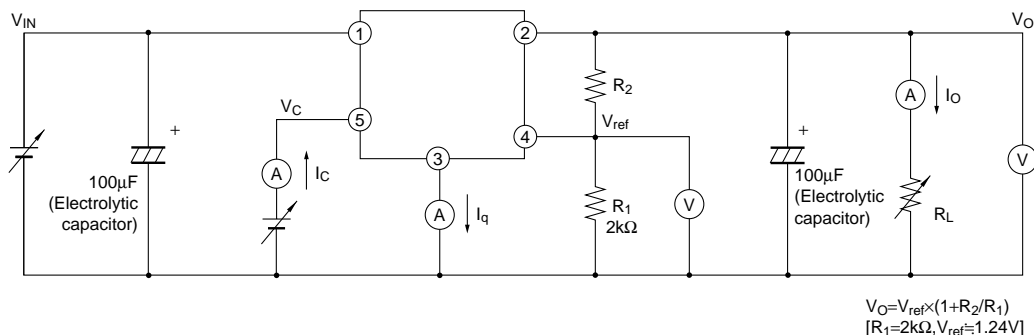 VIN
VO
1
2
3
4
5
VC
A
IC
100μF
(Electrolytic
capacitor)
+
A
Iq
R2
Vref
R1
2kΩ
V
+
100μF
(Electrolytic
capacitor)
A
IO
RL
V
VO=Vref×(1+R2/R1)
[R1=2kΩ,Vref≒1.24V]